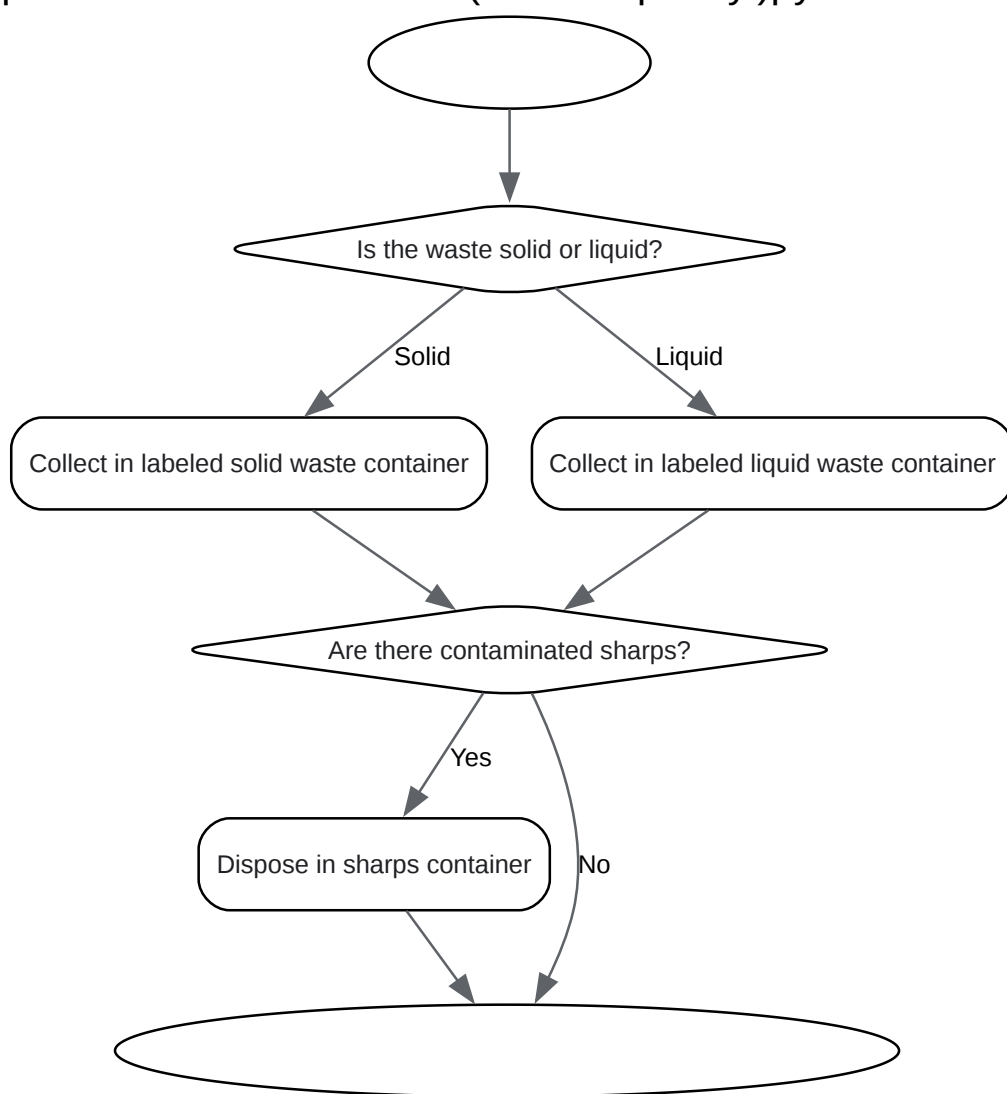 Is the waste solid or liquid?
Solid
Liquid
Collect in labeled solid waste container
Collect in labeled liquid waste container
Are there contaminated sharps?
Yes
Dispose in sharps container
No